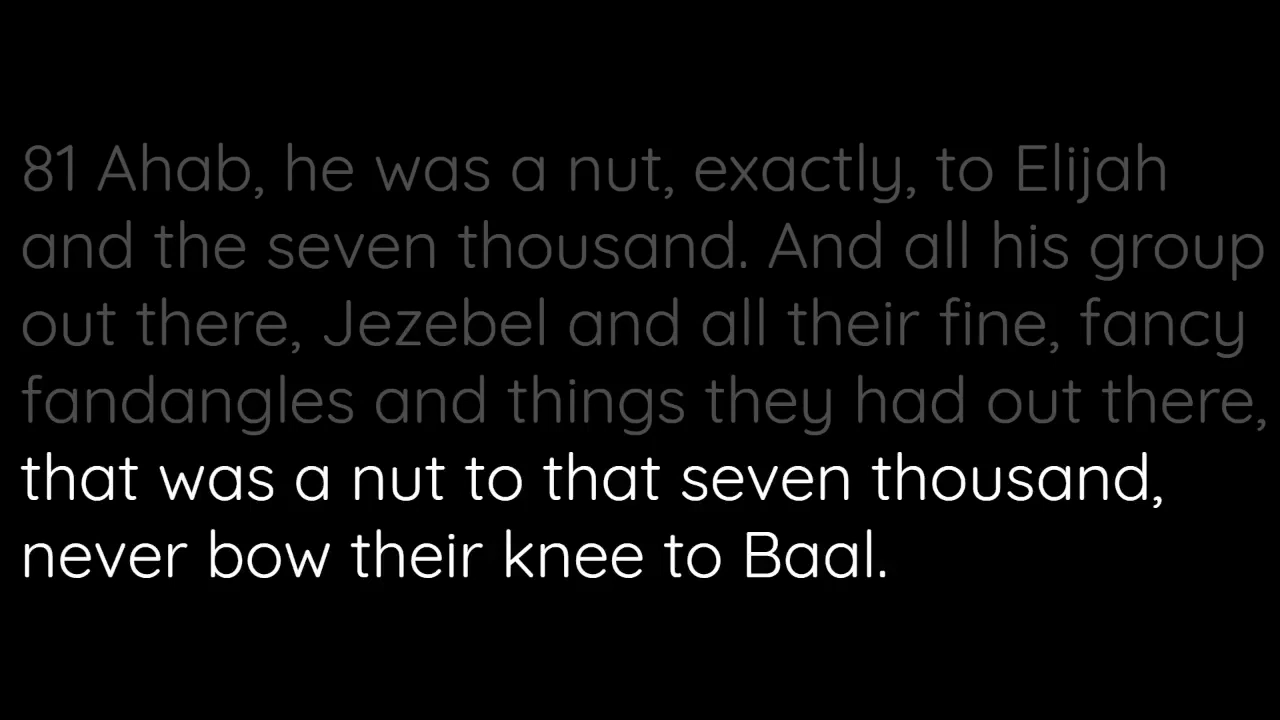 81 Ahab, he was a nut, exactly, to Elijah
and the seven thousand. And all his group
out there, Jezebel and all their fine, fancy
fandangles and things they had out there,
that was a nut to that seven thousand,
never bow their knee to Baal.